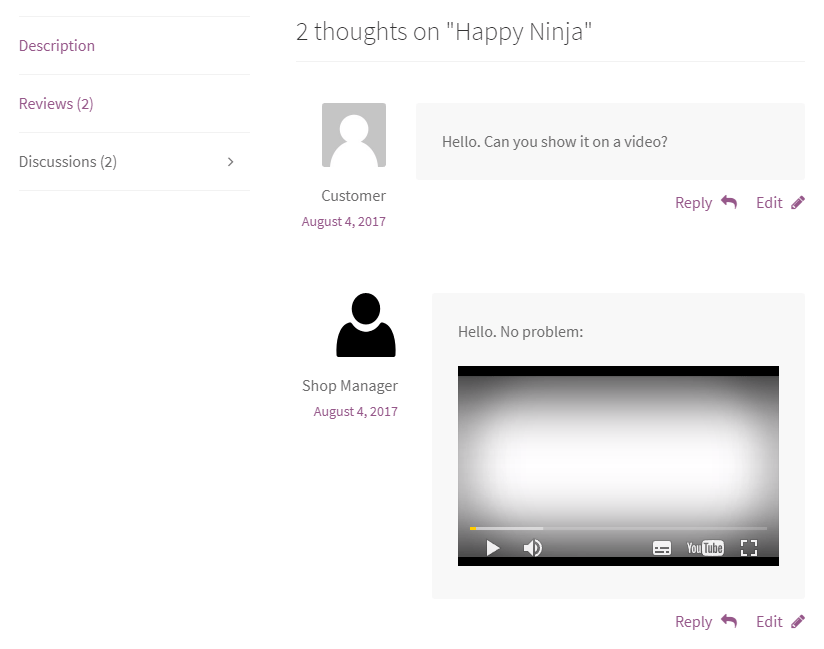 Description
Reviews (2)
Discussions (2)
2 thoughts on "Happy Ninja"
Customer
August 4, 2017
Hello. Can you show it on a video?
Reply Edit
Shop Manager
August 4, 2017
Hello. No problem:
YouTube
Reply Edit